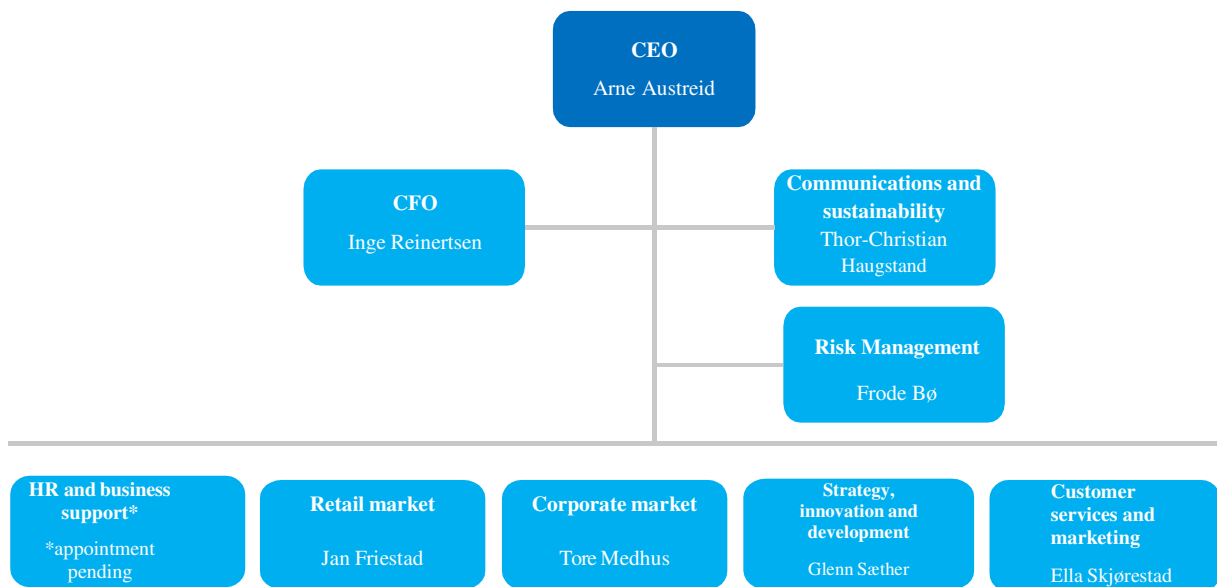 CEO
Arne Austreid
CFO
Inge Reinertsen
Communications and
sustainability
Thor-Christian
Haugstand
Risk Management
Frode Bø
HR and business
support*
*appointment
pending
Retail market
Jan Friestad
Corporate market
Tore Medhus
Strategy,
innovation and
development
Glenn Sæther
Customer
services and
marketing
Ella Skjørestad